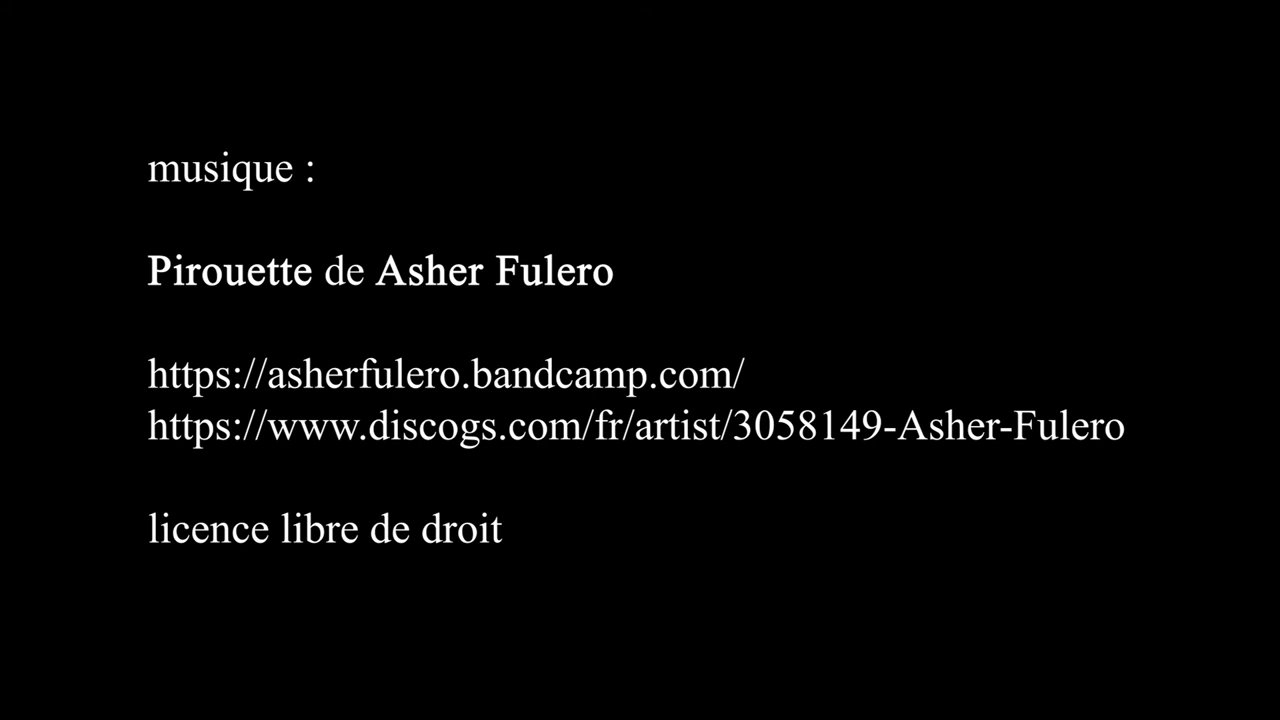 musique :
Pirouette de Asher Fulero
https://asherfulero.bandcamp.com/
https://www.discogs.com/fr/artist/3058149-Asher-Fulero
licence libre de droit